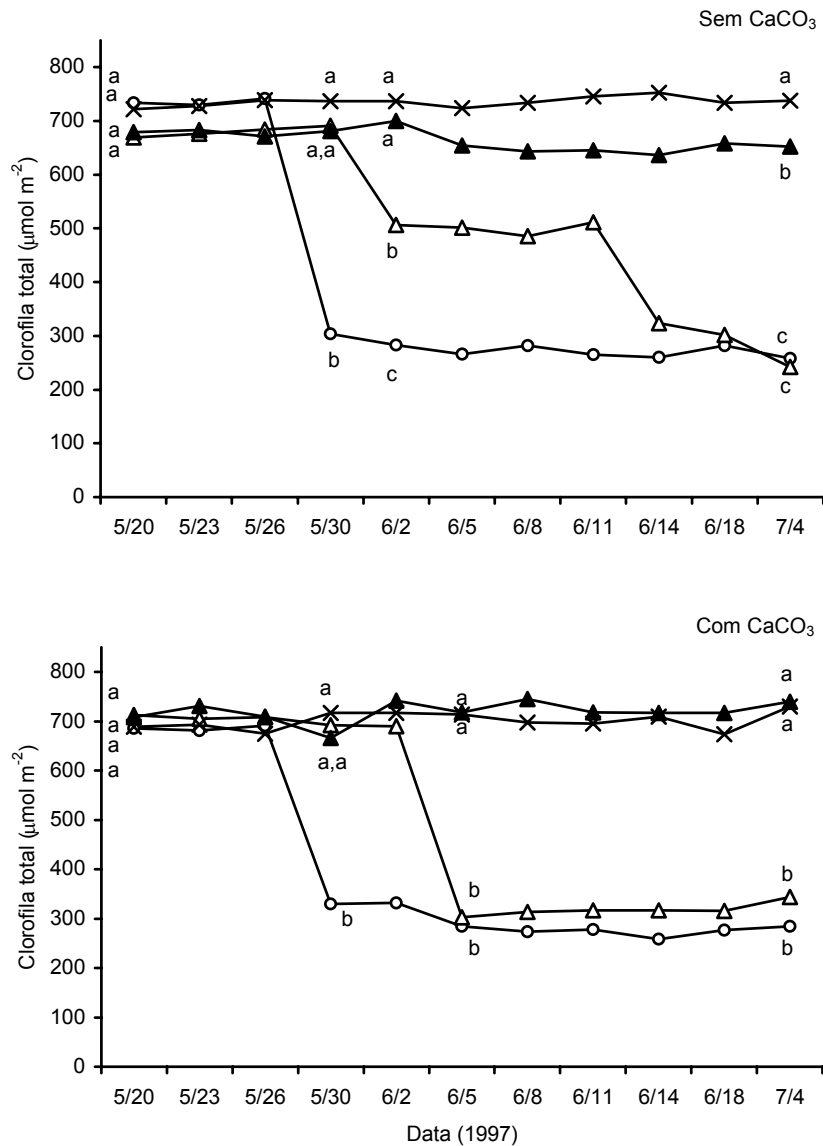 Sem CaCO₃
Clorofila total (μmol m⁻²)
800
700
600
500
400
300
200
100
0
a
a
a
a
a
a,a
b
a
a
b
c
a
b
c
c
5/20 5/23 5/26 5/30 6/2 6/5 6/8 6/11 6/14 6/18 7/4
Com CaCO₃
Clorofila total (μmol m⁻²)
800
700
600
500
400
300
200
100
0
a
a
a
a
a
a,a
b
a
a
b
b
a
a
b
b
5/20 5/23 5/26 5/30 6/2 6/5 6/8 6/11 6/14 6/18 7/4
Data (1997)